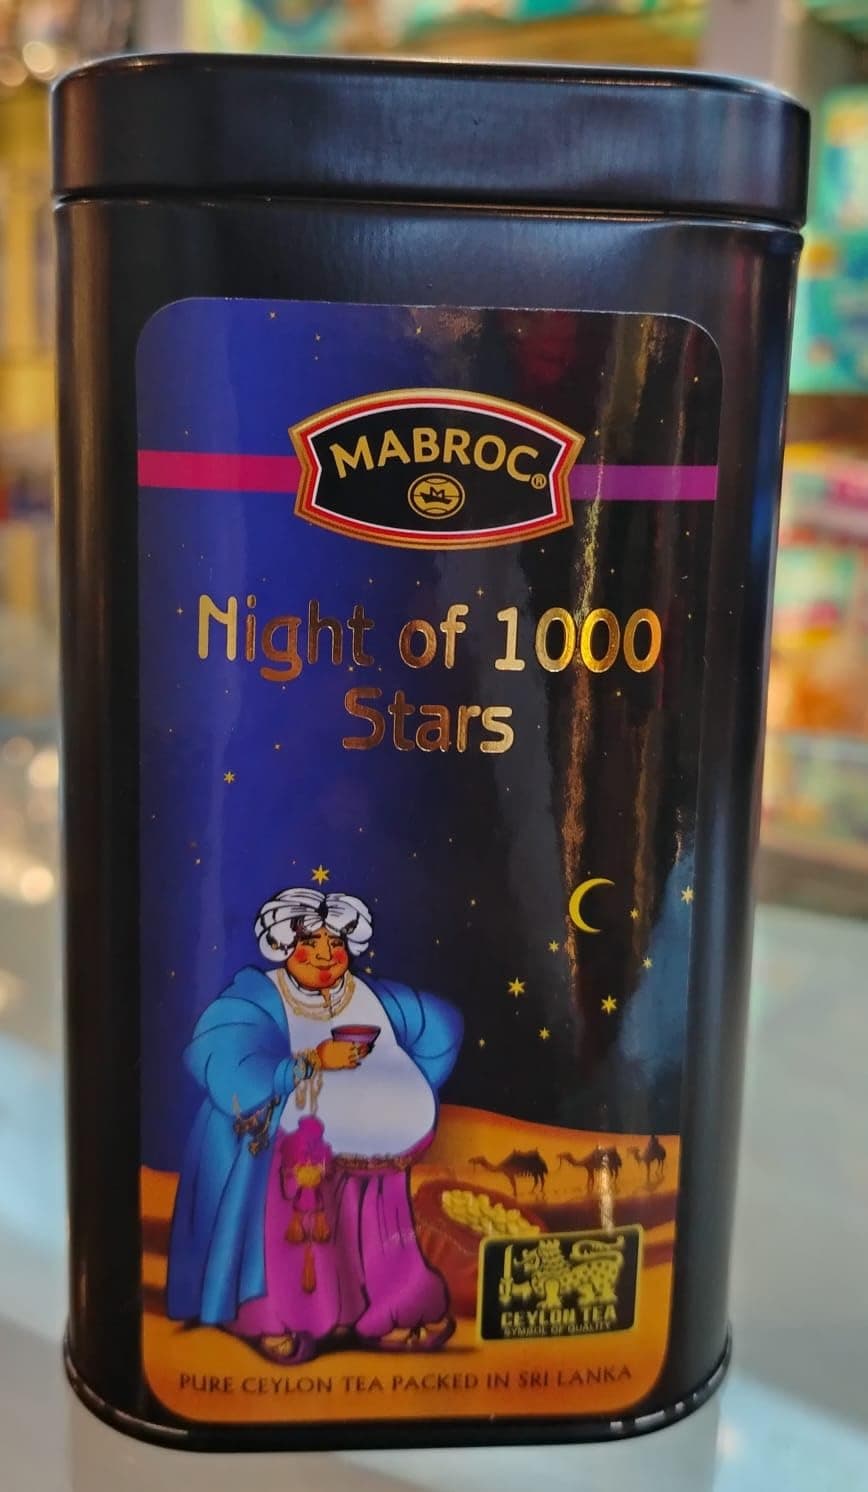 MABROC®
Night of 1000
Stars
CEYLON TEA
SYMBOL OF QUALITY
PURE CEYLON TEA PACKED IN SRI LANKA